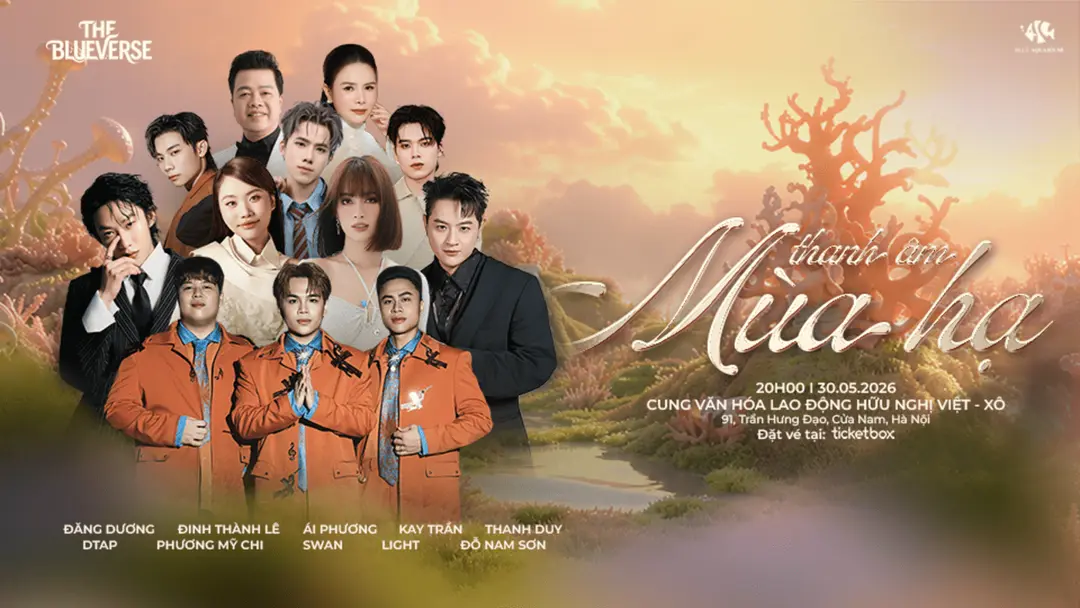 THE
BLUEVERSE
thanh âm
Mùa hạ
20H00 | 30.05.2026
CUNG VĂN HÓA LAO ĐỘNG HỮU NGHỊ VIỆT - XÔ
91, Trần Hưng Đạo, Cửa Nam, Hà Nội
Đặt vé tại: ticketbox
ĐĂNG DƯƠNG ĐINH THÀNH LÊ ÁI PHƯƠNG KAY TRẦN THANH DUY
DTAP PHƯƠNG MỸ CHI SWAN LIGHT ĐỖ NAM SƠN